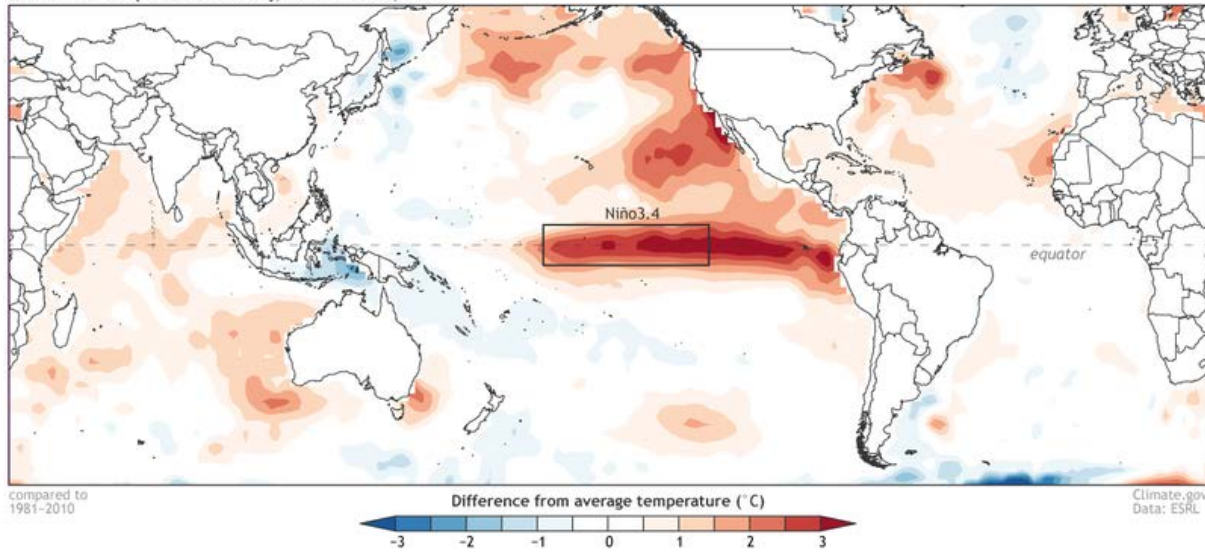 Niño3.4
equator
compared to
1981–2010
Difference from average temperature (˚C)
Climate.gov
Data: ESRL
-3 -2 -1 0 1 2 3